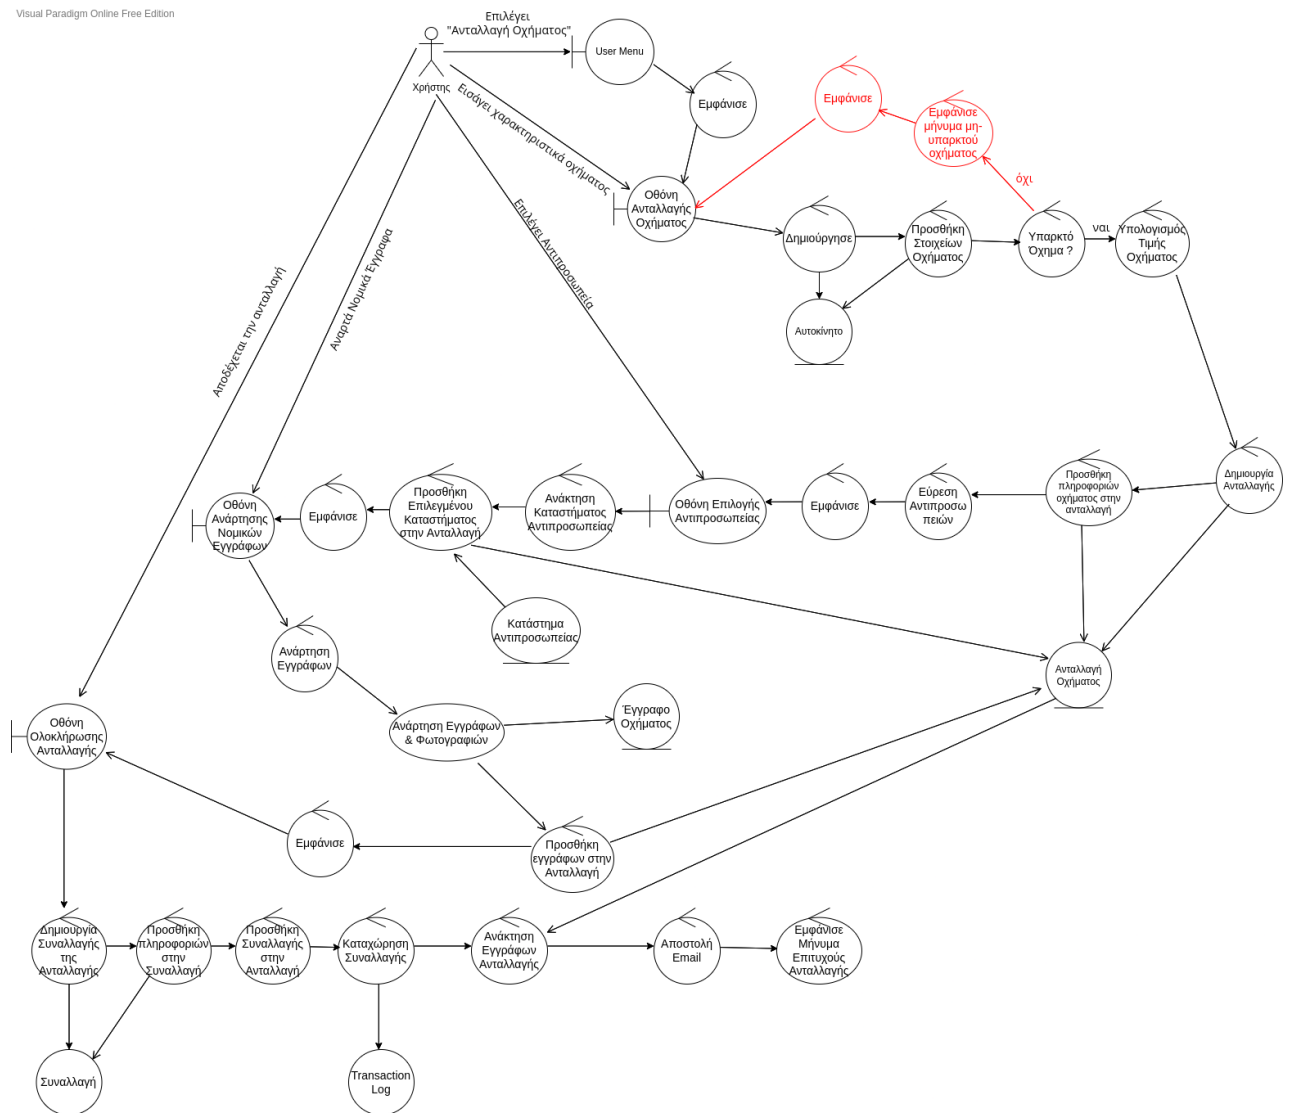 Visual Paradigm Online Free Edition
Επιλέγει
"Ανταλλαγή Οχήματος"
User Menu
Χρήστης
Εμφάνισε
Εμφάνισε
Εμφάνισε
μήνυμα μη-
υπαρκτού
οχήματος
Εισάγει χαρακτηριστικά οχήματος
όχι
Οθόνη
Ανταλλαγής
Οχήματος
Δημιούργησε
Προσθήκη
Στοιχείων
Οχήματος
Υπαρκτό
Όχημα ?
ναι
Υπολογισμός
Τιμής
Οχήματος
Επιλέγει Αντιπροσωπεία
Αναρτά Νομικά Έγγραφα
Αποδέχεται την ανταλλαγή
Αυτοκίνητο
Οθόνη
Ανάρτησης
Νομικών
Εγγράφων
Εμφάνισε
Προσθήκη
Επιλεγμένου
Καταστήματος
στην Ανταλλαγή
Ανάκτηση
Καταστήματος
Αντιπροσωπείας
Οθόνη Επιλογής
Αντιπροσωπείας
Εμφάνισε
Εύρεση
Αντιπροσω
πειών
Προσθήκη
πληροφοριών
οχήματος στην
ανταλλαγή
Δημιουργία
Ανταλλαγής
Κατάστημα
Αντιπροσωπείας
Ανάρτηση
Εγγράφων
Ανταλλαγή
Οχήματος
Οθόνη
Ολοκλήρωσης
Ανταλλαγής
Ανάρτηση Εγγράφων
& Φωτογραφιών
Έγγραφο
Οχήματος
Εμφάνισε
Προσθήκη
εγγράφων στην
Ανταλλαγή
Δημιουργία
Συναλλαγής
της
Ανταλλαγής
Προσθήκη
πληροφοριών
στην
Συναλλαγή
Προσθήκη
Συναλλαγής
στην
Ανταλλαγή
Καταχώρηση
Συναλλαγής
Ανάκτηση
Εγγράφων
Ανταλλαγής
Αποστολή
Email
Εμφάνισε
Μήνυμα
Επιτυχούς
Ανταλλαγής
Συναλλαγή
Transaction
Log